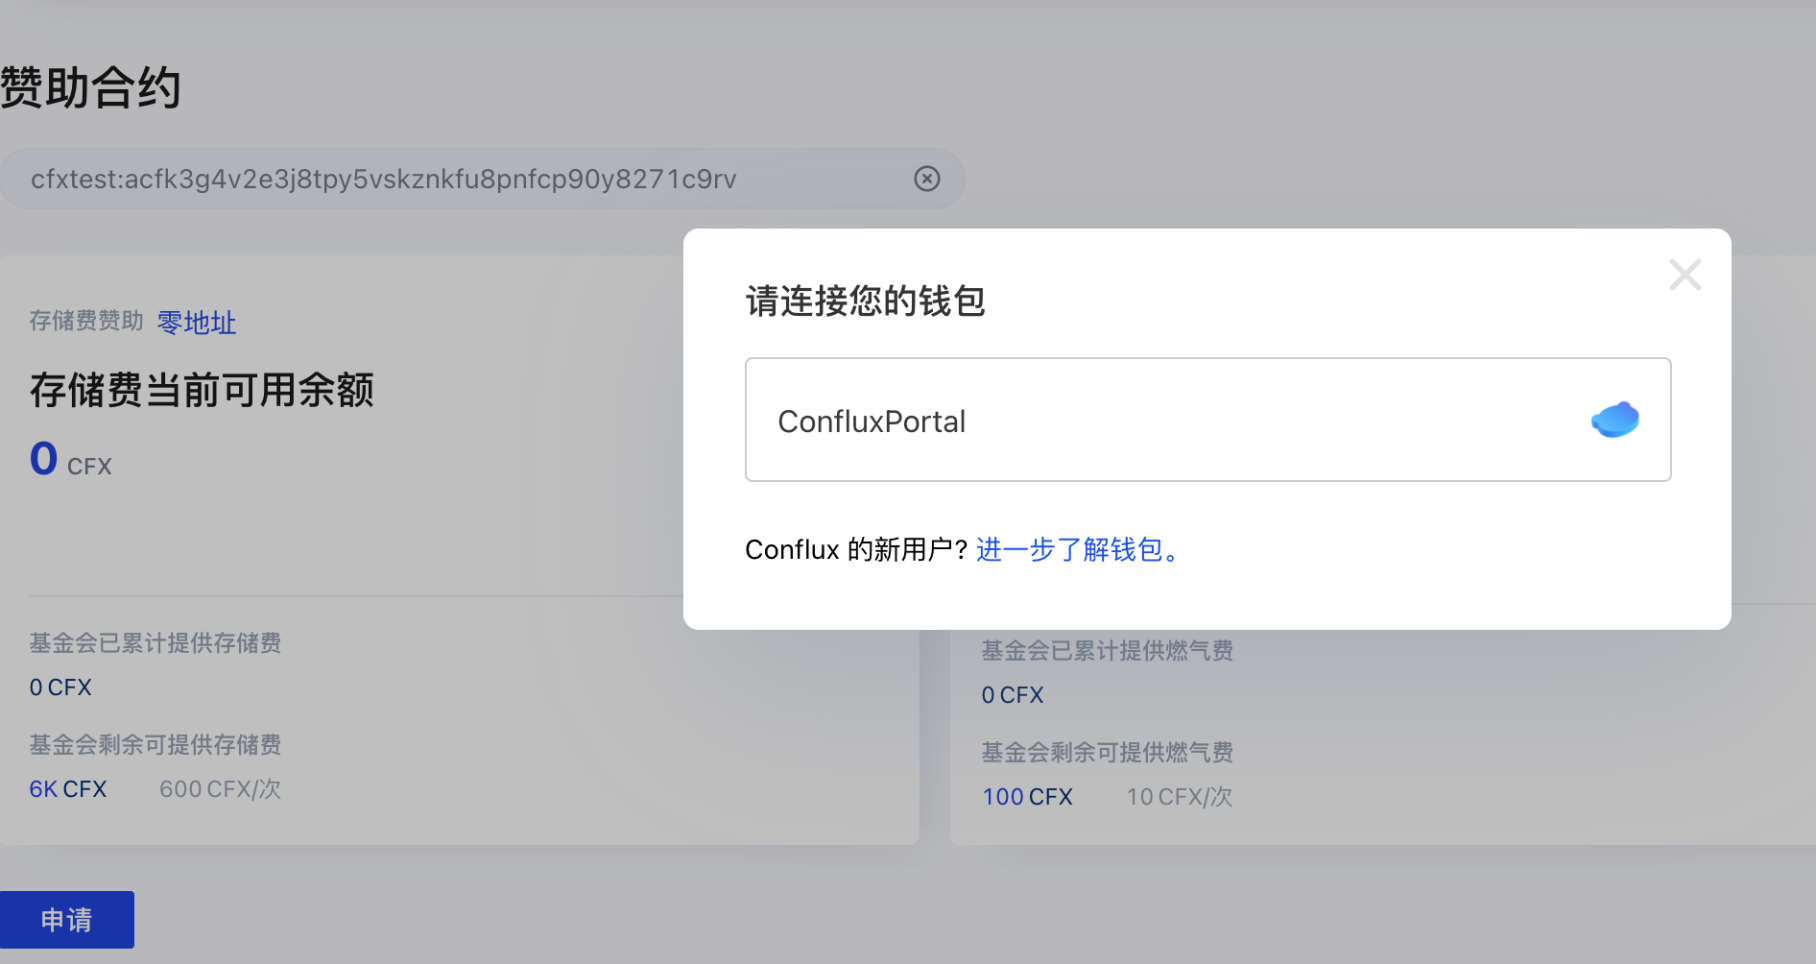 赞助合约
cfxtest:acfk3g4v2e3j8tpy5vskznkfu8pnfcp90y8271c9rv
存储费赞助 零地址
存储费当前可用余额
0 CFX
请连接您的钱包
ConfluxPortal
Conflux 的新用户? 进一步了解钱包。
基金会已累计提供存储费
0 CFX
基金会剩余可提供存储费
6K CFX 600 CFX/次
基金会已累计提供燃气费
0 CFX
基金会剩余可提供燃气费
100 CFX 10 CFX/次
申请